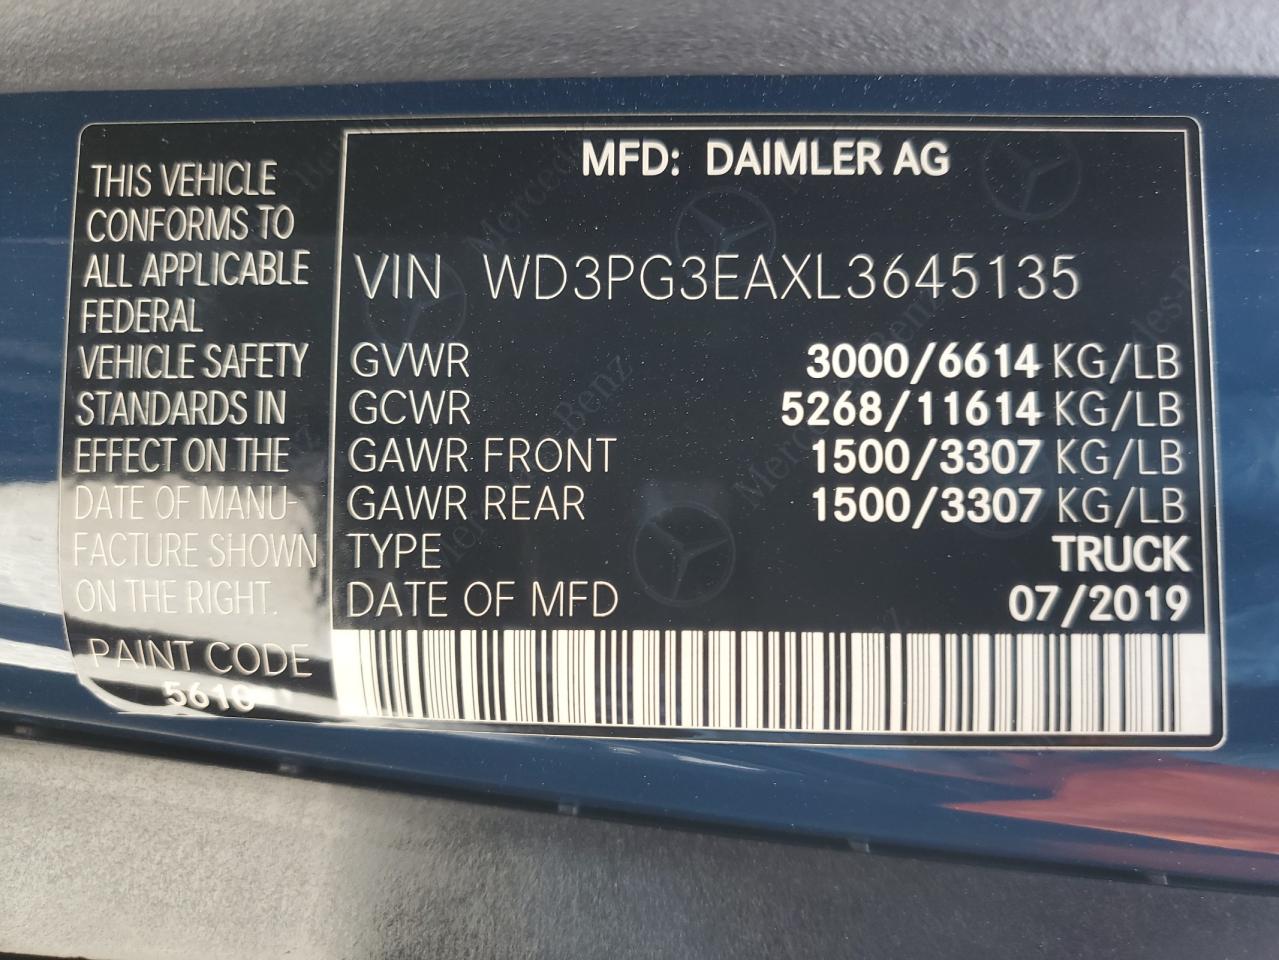 THIS VEHICLE
CONFORMS TO
ALL APPLICABLE
FEDERAL
VEHICLE SAFETY
STANDARDS IN
EFFECT ON THE
DATE OF MANU-
FACTURE SHOWN
ON THE RIGHT.
PAINT CODE
MFD: DAIMLER AG
VIN WD3PG3EAXL3645135
GVWR 3000/6614 KG/LB
GCWR 5268/11614 KG/LB
GAWR FRONT 1500/3307 KG/LB
GAWR REAR 1500/3307 KG/LB
TYPE TRUCK
DATE OF MFD 07/2019